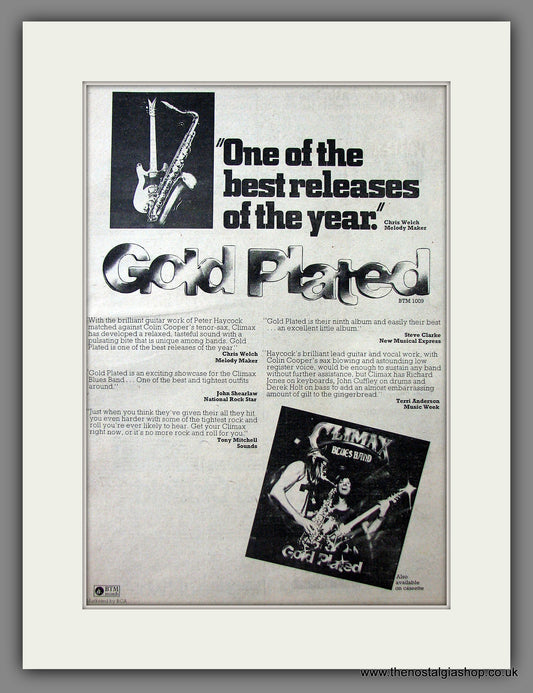 "One of the
best releases
of the year."
Chris Welch
Melody Maker
Gold Plated
BTM 1009
With the brilliant guitar work of Peter Haycock
matched against Colin Cooper's tenor-sax, Climax
has developed a relaxed, tasteful sound with a
pulsating bite that is unique among bands. Gold
Plated is one of the best releases of the year."
Chris Welch
Melody Maker
"Gold Plated is an exciting showcase for the Climax
Blues Band . . . One of the best and tightest outfits
around."
John Shearlaw
National Rock Star
"Just when you think they've given their all they hit
you even harder with some of the tightest rock and
roll you're ever likely to hear. Get your Climax
right now, or it's no more rock and roll for you."
Tony Mitchell
Sounds
"Gold Plated is their ninth album and easily their best
. . . an excellent little album."
Steve Clarke
New Musical Express
"Haycock's brilliant lead guitar and vocal work, with
Colin Cooper's sax blowing and astounding low
register voice, would be enough to sustain any band
without further assistance, but Climax has Richard
Jones on keyboards, John Cuffley on drums and
Derek Holt on bass to add an almost embarrassing
amount of gilt to the gingerbread."
Terri Anderson
Music Week
CLIMAX
BLUES BAND
Gold Plated
Also
available
on cassette
BTM
records
Marketed by RCA
www.thenostalgiashop.co.uk